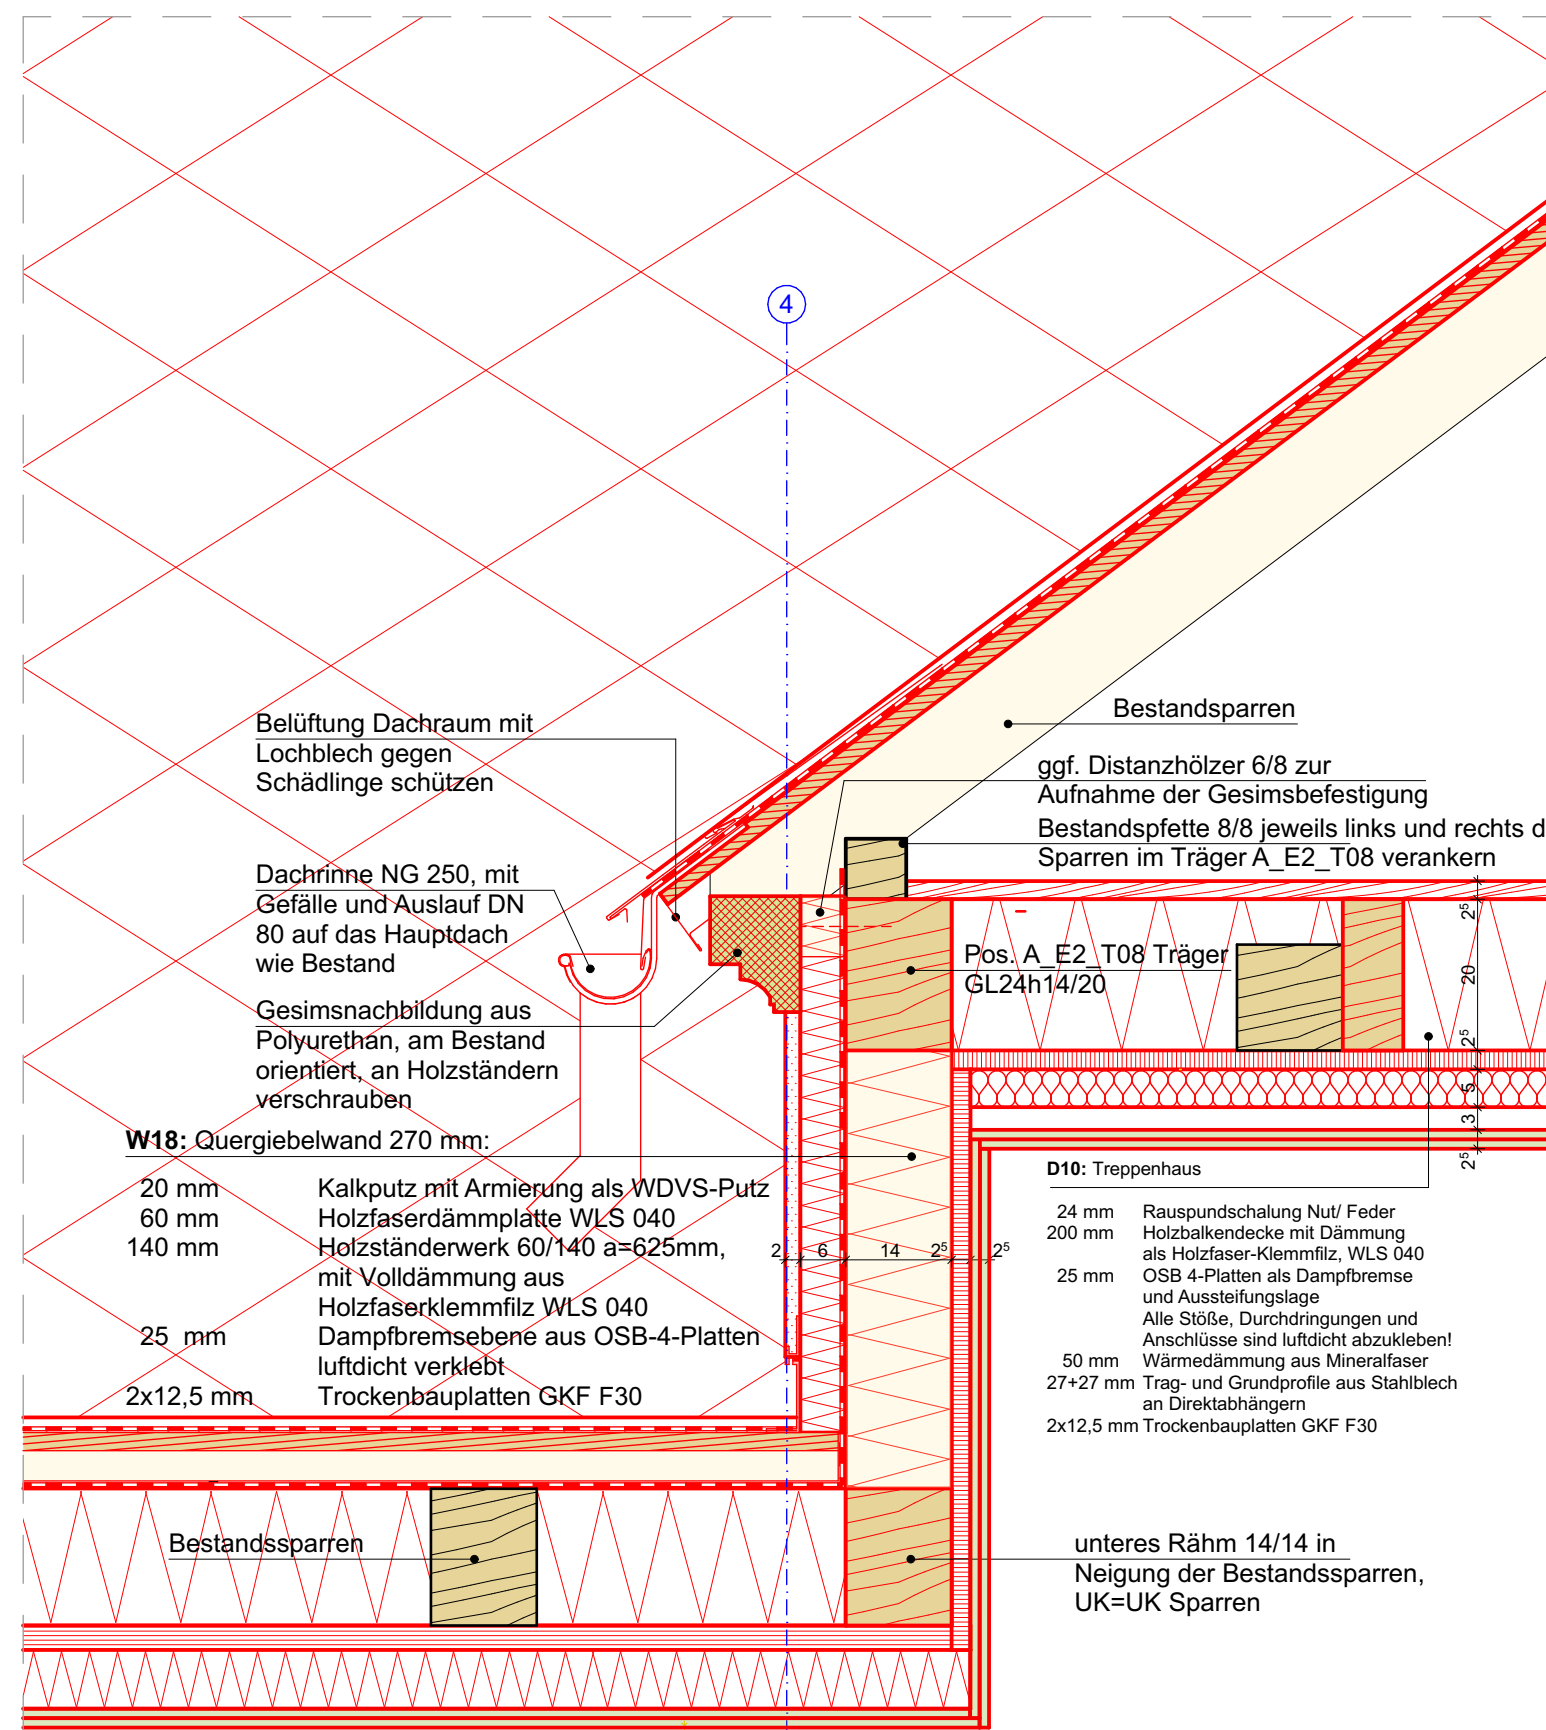 4
Bestandsparren
Belüftung Dachraum mit
Lochblech gegen
Schädlinge schützen
ggf. Distanzhölzer 6/8 zur
Aufnahme der Gesimsbefestigung
Bestandspfette 8/8 jeweils links und rechts d
Sparren im Träger A_E2_T08 verankern
Dachrinne NG 250, mit
Gefälle und Auslauf DN
80 auf das Hauptdach
wie Bestand
Pos. A_E2_T08 Träger
GL24h14/20
Gesimsnachbildung aus
Polyurethan, am Bestand
orientiert, an Holzständern
verschrauben
2⁵
20
2⁵
5
3
2⁵
W18: Quergiebelwand 270 mm:
20 mm Kalkputz mit Armierung als WDVS-Putz
60 mm Holzfaserdämmplatte WLS 040
140 mm Holzständerwerk 60/140 a=625mm,
mit Volldämmung aus
Holzfaserklemmfilz WLS 040
25 mm Dampfbremsebene aus OSB-4-Platten
luftdicht verklebt
2x12,5 mm Trockenbauplatten GKF F30
2 6 14 2⁵ 2⁵
D10: Treppenhaus
24 mm Rauspundschalung Nut/ Feder
200 mm Holzbalkendecke mit Dämmung
als Holzfaser-Klemmfilz, WLS 040
25 mm OSB 4-Platten als Dampfbremse
und Aussteifungslage
Alle Stöße, Durchdringungen und
Anschlüsse sind luftdicht abzukleben!
50 mm Wärmedämmung aus Mineralfaser
27+27 mm Trag- und Grundprofile aus Stahlblech
an Direktabhängern
2x12,5 mm Trockenbauplatten GKF F30
Bestandssparren
unteres Rähm 14/14 in
Neigung der Bestandssparren,
UK=UK Sparren